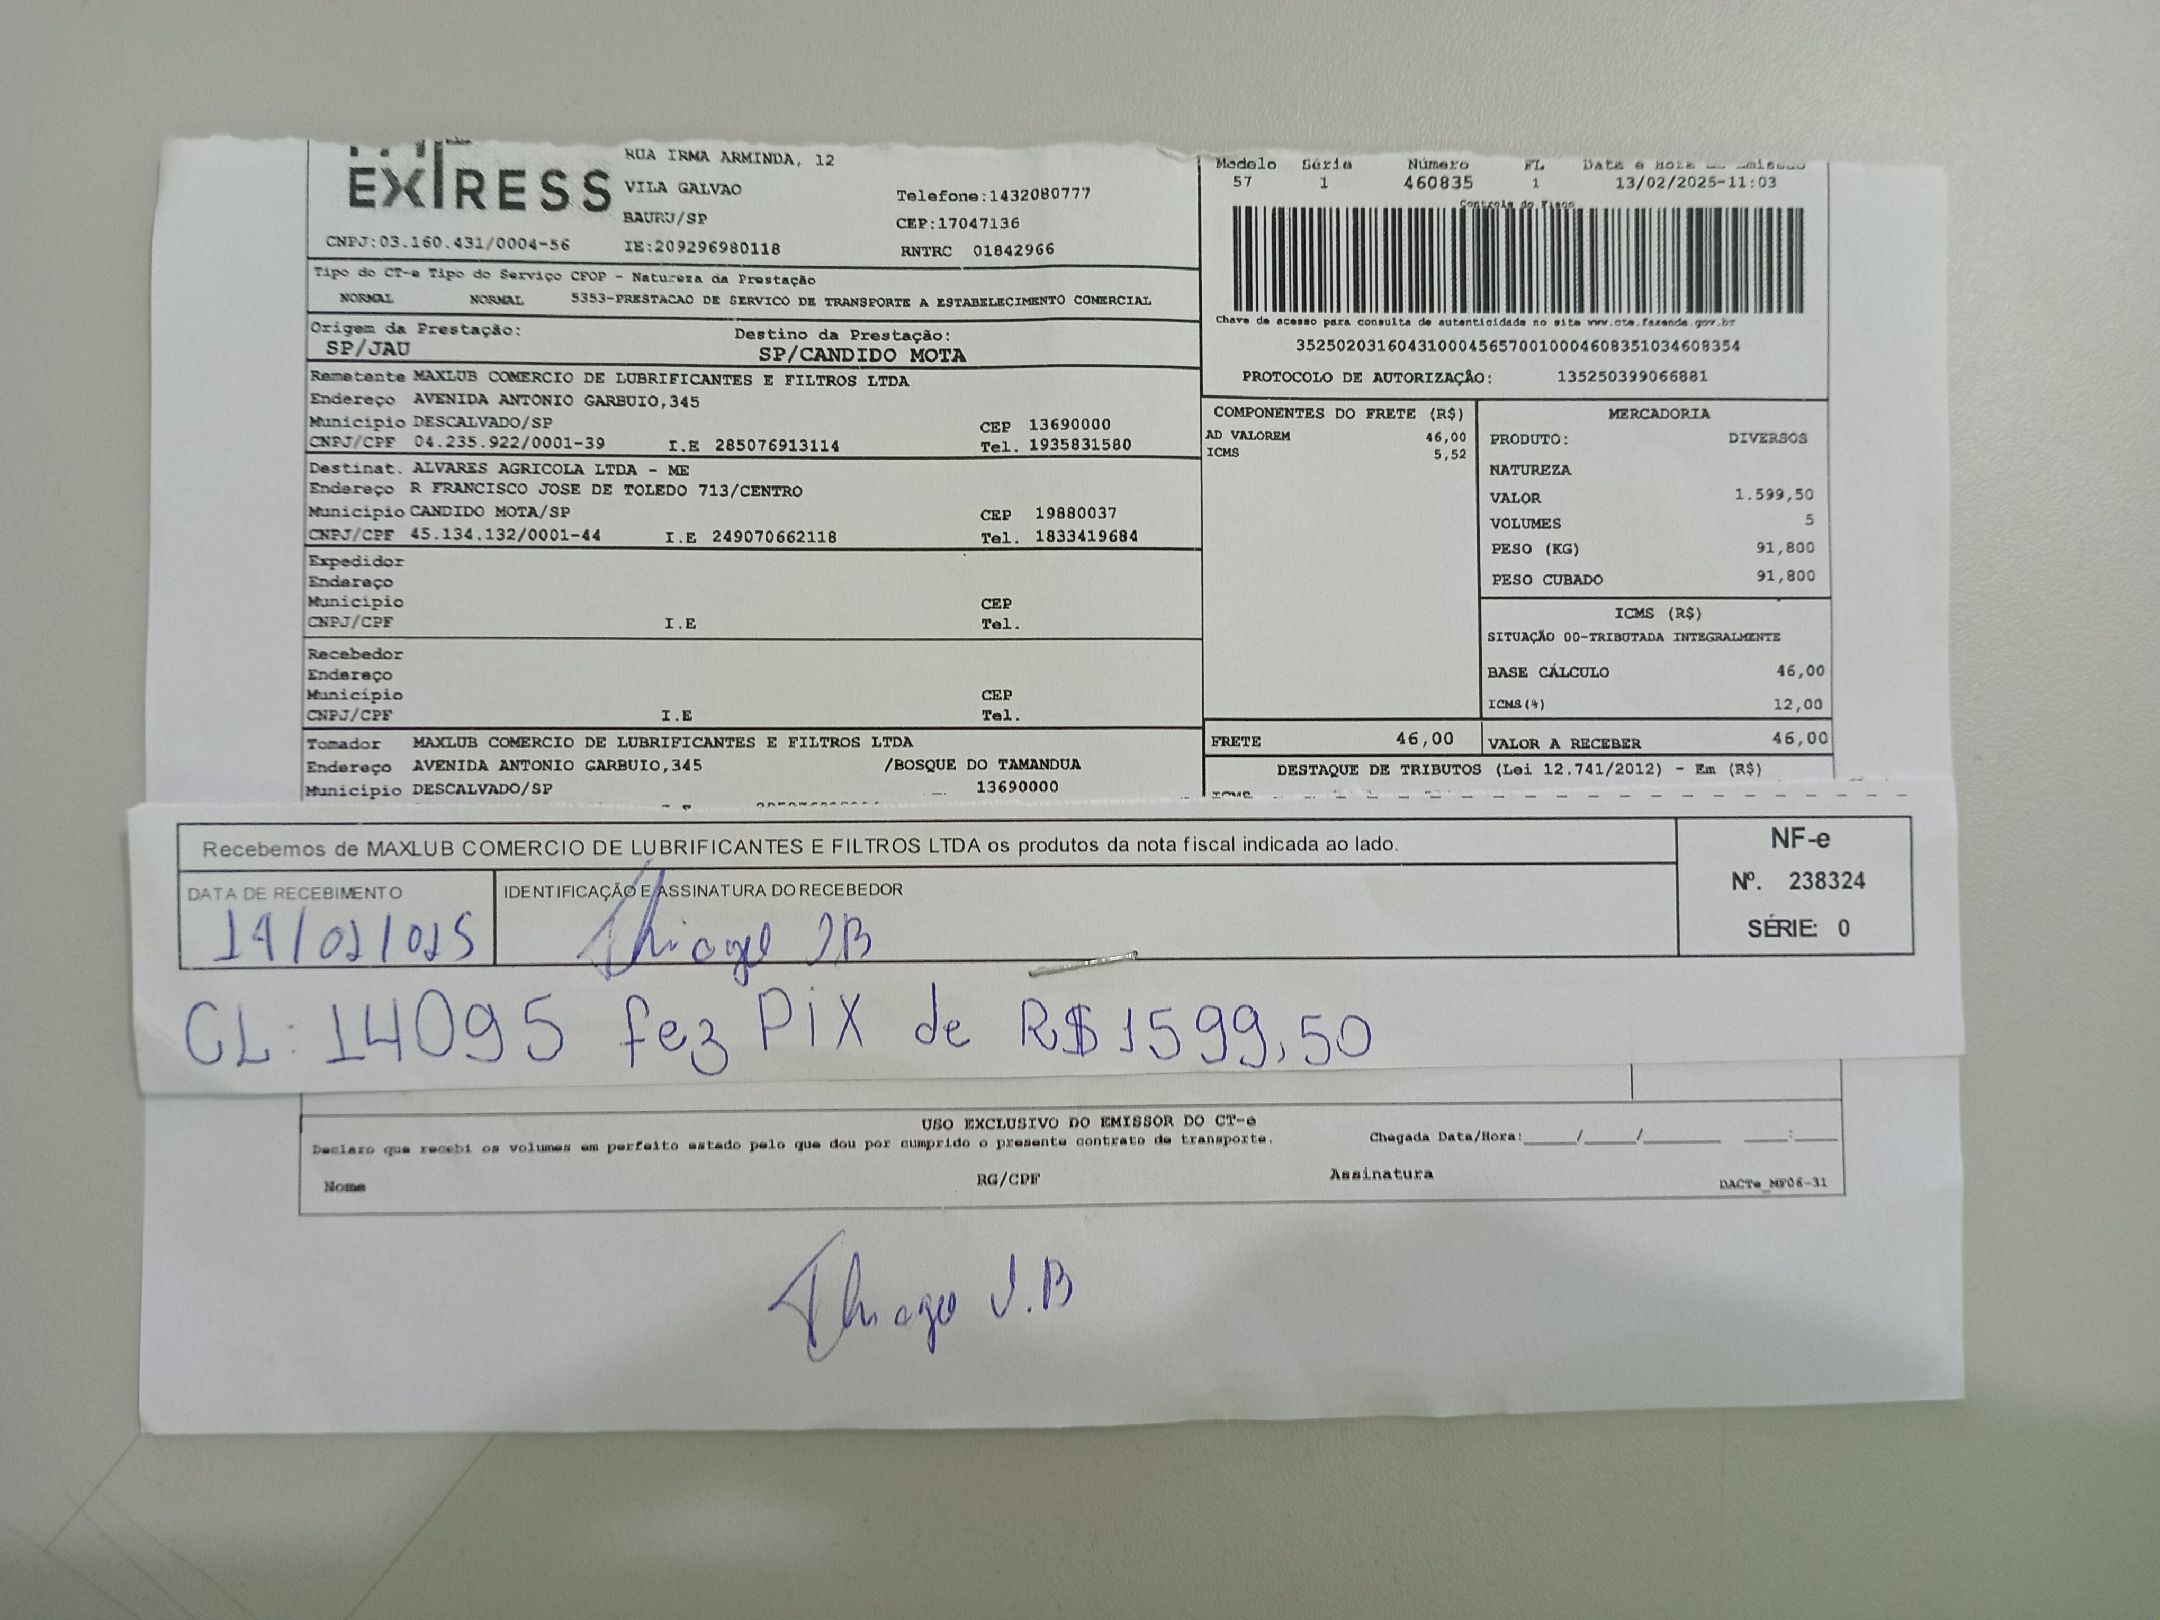 EXPRESS
RUA IRMA ARMINDA, 12
VILA GALVAO
BAURU/SP
Telefone:1432080777
CEP:17047136
CNPJ:03.160.431/0004-56 IE:209296980118 RNTRC 01842966
Tipo do CT-e Tipo do Serviço CFOP - Natureza da Prestação
NORMAL NORMAL 5353-PRESTACAO DE SERVICO DE TRANSPORTE A ESTABELECIMENTO COMERCIAL
Origem da Prestação: Destino da Prestação:
SP/JAU SP/CANDIDO MOTA
Remetente MAXLUB COMERCIO DE LUBRIFICANTES E FILTROS LTDA
Endereço AVENIDA ANTONIO GARBUIO,345
Município DESCALVADO/SP CEP 13690000
CNPJ/CPF 04.235.922/0001-39 I.E 285076913114 Tel. 1935831580
Destinat. ALVARES AGRICOLA LTDA - ME
Endereço R FRANCISCO JOSE DE TOLEDO 713/CENTRO
Município CANDIDO MOTA/SP CEP 19880037
CNPJ/CPF 45.134.132/0001-44 I.E 249070662118 Tel. 1833419684
Expedidor
Endereço
Município CEP
CNPJ/CPF I.E Tel.
Recebedor
Endereço
Município CEP
CNPJ/CPF I.E Tel.
Tomador MAXLUB COMERCIO DE LUBRIFICANTES E FILTROS LTDA
Endereço AVENIDA ANTONIO GARBUIO,345 /BOSQUE DO TAMANDUA
Município DESCALVADO/SP 13690000
Modelo Série Número FL Data e Hora de Emissão
57 1 460835 1 13/02/2025-11:03
Controle do Fisco
Chave de acesso para consulta de autenticidade no site www.cte.fazenda.gov.br
35250203160431000456570010004608351034608354
PROTOCOLO DE AUTORIZAÇÃO: 135250399066881
COMPONENTES DO FRETE (R$)
AD VALOREM 46,00
ICMS 5,52
MERCADORIA
PRODUTO: DIVERSOS
NATUREZA
VALOR 1.599,50
VOLUMES 5
PESO (KG) 91,800
PESO CUBADO 91,800
ICMS (R$)
SITUAÇÃO 00-TRIBUTADA INTEGRALMENTE
BASE CÁLCULO 46,00
ICMS(%) 12,00
FRETE 46,00 VALOR A RECEBER 46,00
DESTAQUE DE TRIBUTOS (Lei 12.741/2012) - Em (R$)
ICMS
Recebemos de MAXLUB COMERCIO DE LUBRIFICANTES E FILTROS LTDA os produtos da nota fiscal indicada ao lado.
DATA DE RECEBIMENTO IDENTIFICAÇÃO E ASSINATURA DO RECEBEDOR
14/02/025 Thiago J.B
NF-e
Nº. 238324
SÉRIE: 0
CL: 14095 fez PIX de R$1599,50
USO EXCLUSIVO DO EMISSOR DO CT-e
Declaro que recebi os volumes em perfeito estado pelo que dou por cumprido o presente contrato de transporte. Chegada Data/Hora:____/____/______ ____:____
Nome RG/CPF Assinatura DACTe_MF06-31
Thiago J.B